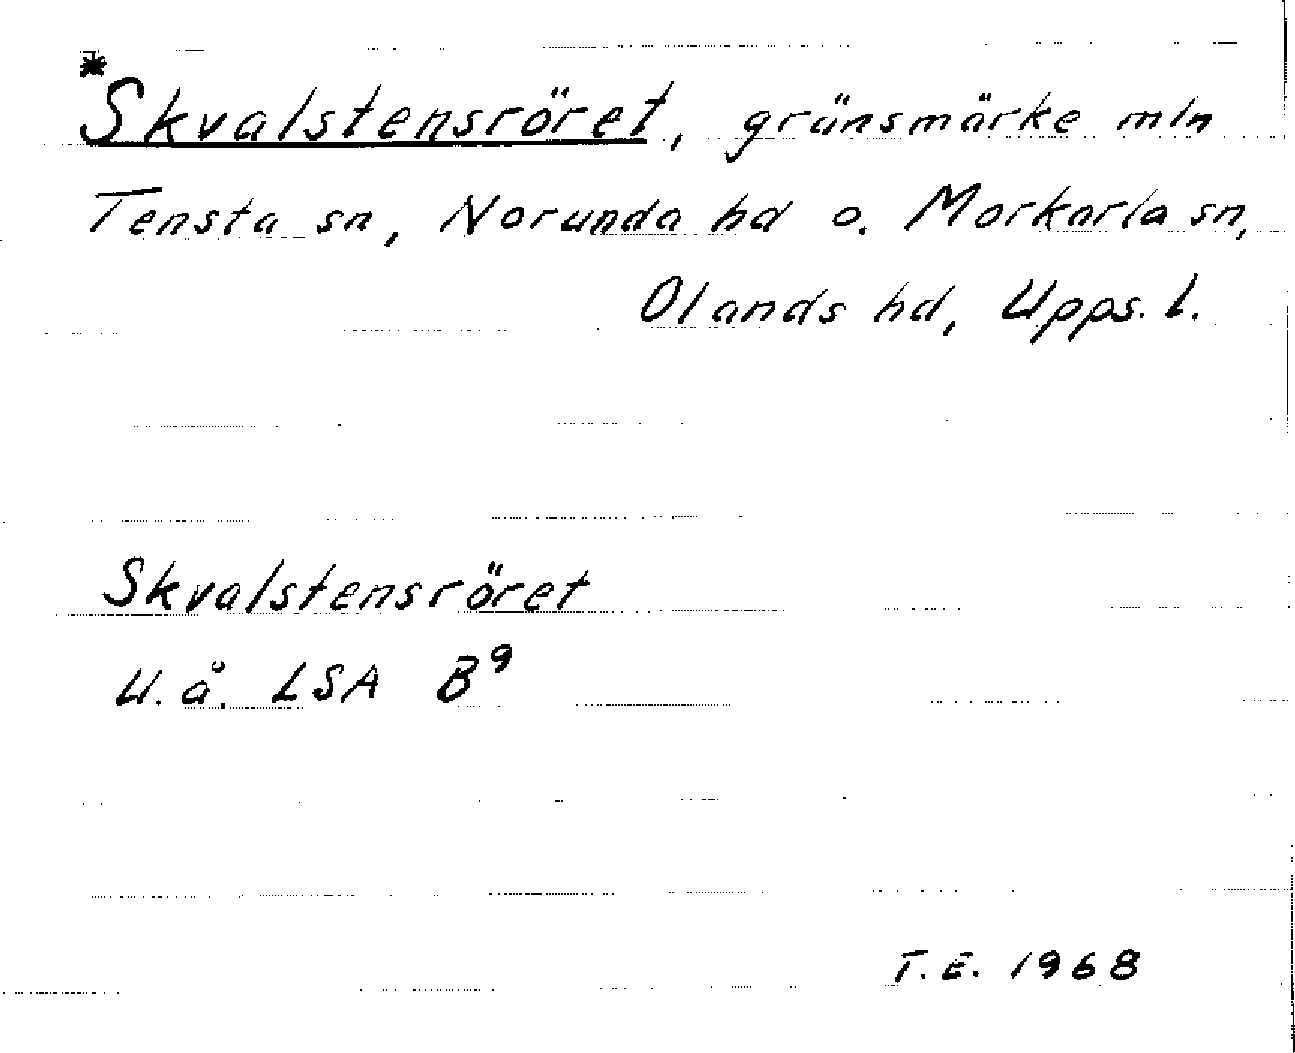 *Skvalstensröret, gränsmärke mln
Tensta sn, Norunda hd o. Morkarla sn,
Olands hd, Upps. l.
Skvalstensröret
U.å. LSA B⁹
T.E. 1968